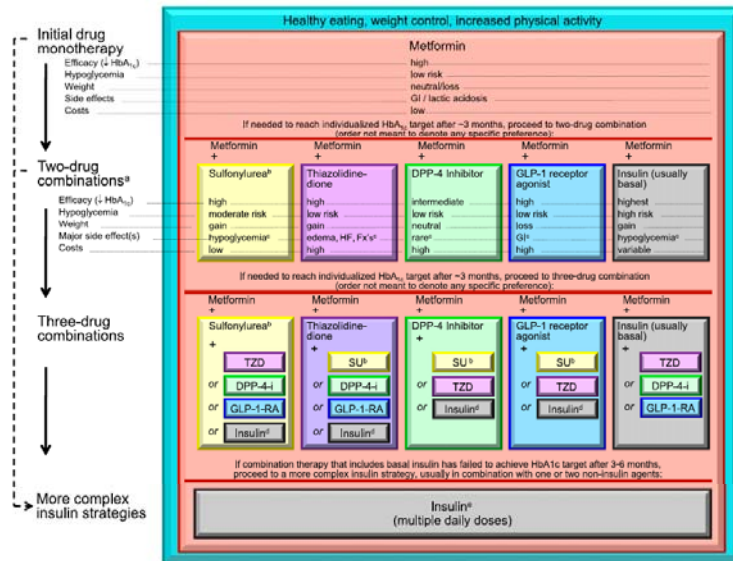 Healthy eating, weight control, increased physical activity
Initial drug
monotherapy
Metformin
Efficacy (↓ HbA1c) high
Hypoglycemia low risk
Weight neutral/loss
Side effects GI / lactic acidosis
Costs low
If needed to reach individualized HbA1c target after ~3 months, proceed to two-drug combination
(order not meant to denote any specific preference):
Metformin + Metformin + Metformin + Metformin + Metformin +
Two-drug
combinationsa
Sulfonylureab Thiazolidine-dione DPP-4 Inhibitor GLP-1 receptor agonist Insulin (usually basal)
Efficacy (↓ HbA1c) high high intermediate high highest
Hypoglycemia moderate risk low risk low risk low risk high risk
Weight gain gain neutral loss gain
Major side effect(s) hypoglycemiac edema, HF, Fx'sc rarec GIc hypoglycemiac
Costs low high high high variable
If needed to reach individualized HbA1c target after ~3 months, proceed to three-drug combination
(order not meant to denote any specific preference):
Metformin + Metformin + Metformin + Metformin + Metformin +
Three-drug
combinations
Sulfonylureab + Thiazolidine-dione + DPP-4 Inhibitor + GLP-1 receptor agonist + Insulin (usually basal) +
TZD SUb SUb SUb TZD
or DPP-4-i or DPP-4-i or TZD or TZD or DPP-4-i
or GLP-1-RA or GLP-1-RA or Insulind or Insulind or GLP-1-RA
or Insulind or Insulind
If combination therapy that includes basal insulin has failed to achieve HbA1c target after 3-6 months,
proceed to a more complex insulin strategy, usually in combination with one or two non-insulin agents:
More complex
insulin strategies
Insuline
(multiple daily doses)